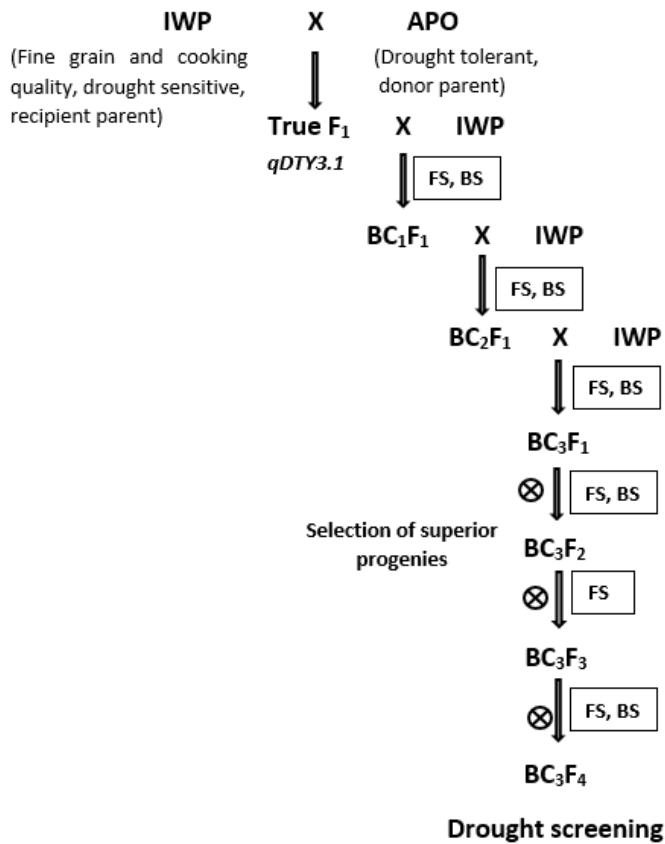 IWP X APO
(Fine grain and cooking
quality, drought sensitive,
recipient parent)
(Drought tolerant,
donor parent)
True F₁ X IWP
qDTY3.1
FS, BS
BC₁F₁ X IWP
FS, BS
BC₂F₁ X IWP
FS, BS
BC₃F₁
FS, BS
Selection of superior
progenies
BC₃F₂
FS
BC₃F₃
FS, BS
BC₃F₄
Drought screening